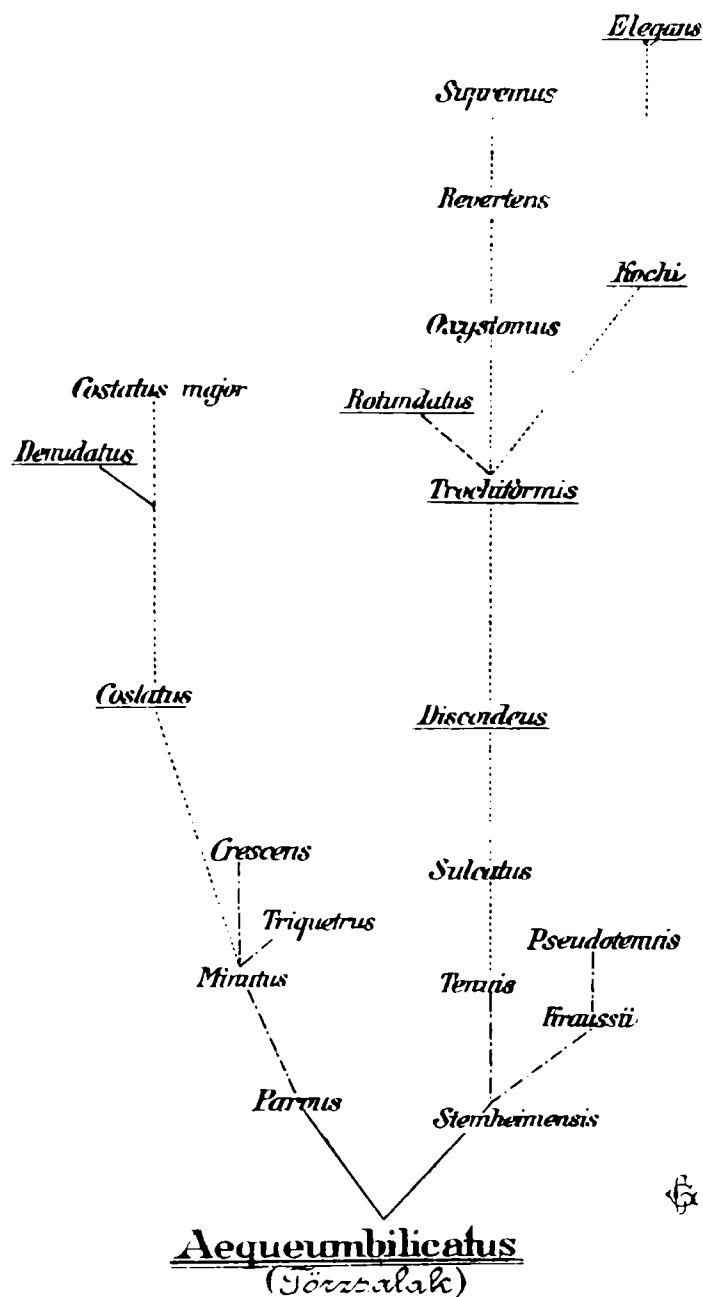 Elegans
Supremus
Revertens
Kochi
Oxystomus
Costatus major
Rotundatus
Denudatus
Trochiformis
Costatus
Discoideus
Crescens
Sulcatus
Triquetrus
Pseudotenuis
Minutus
Tenuis
Kraussii
Parvus
Steinheimensis
Aequeumbilicatus
(Törzsalak)